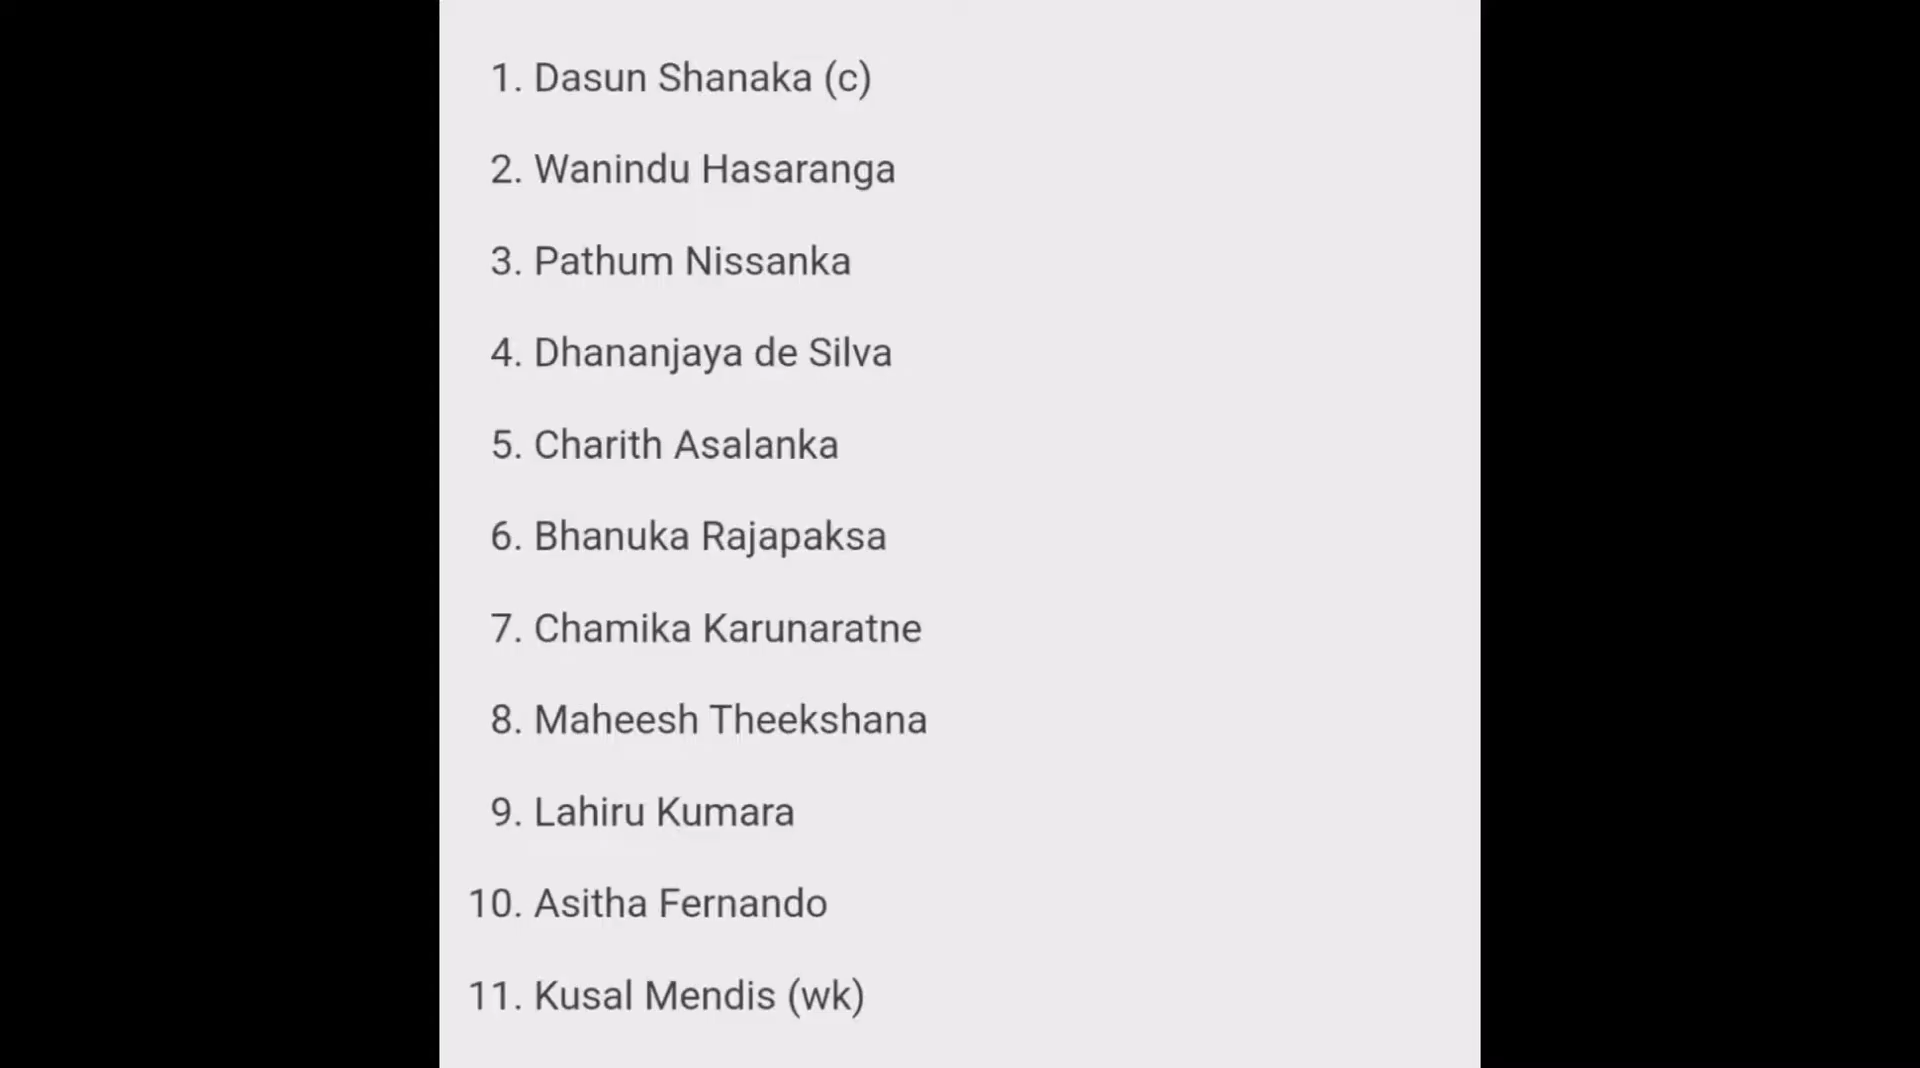 1. Dasun Shanaka (c)
2. Wanindu Hasaranga
3. Pathum Nissanka
4. Dhananjaya de Silva
5. Charith Asalanka
6. Bhanuka Rajapaksa
7. Chamika Karunaratne
8. Maheesh Theekshana
9. Lahiru Kumara
10. Asitha Fernando
11. Kusal Mendis (wk)